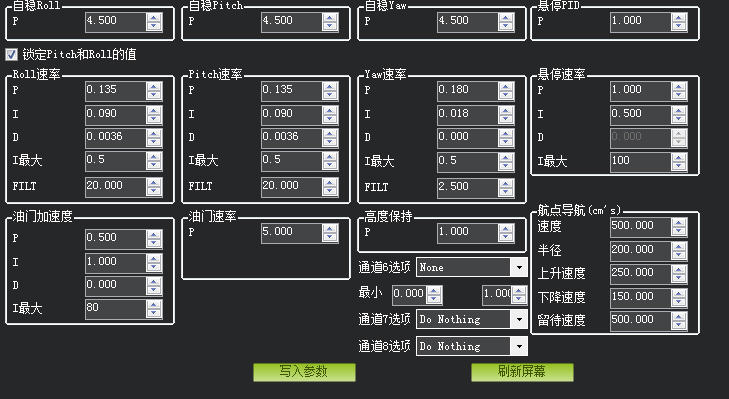 自稳Roll 自稳Pitch 自稳Yaw 悬停PID
P 4.500 P 4.500 P 4.500 P 1.000
锁定Pitch和Roll的值
Roll速率 Pitch速率 Yaw速率 悬停速率
P 0.135 P 0.135 P 0.180 P 1.000
I 0.090 I 0.090 I 0.018 I 0.500
D 0.0036 D 0.0036 D 0.000 D 0.000
I最大 0.5 I最大 0.5 I最大 0.5 I最大 100
FILT 20.000 FILT 20.000 FILT 2.500
油门加速度 油门速率 高度保持 航点导航(cm's)
P 0.500 P 5.000 P 1.000 速度 500.000
I 1.000 通道6选项 None 半径 200.000
D 0.000 最小 0.000 1.00 上升速度 250.000
I最大 80 通道7选项 Do Nothing 下降速度 150.000
通道8选项 Do Nothing 留待速度 500.000
写入参数 刷新屏幕